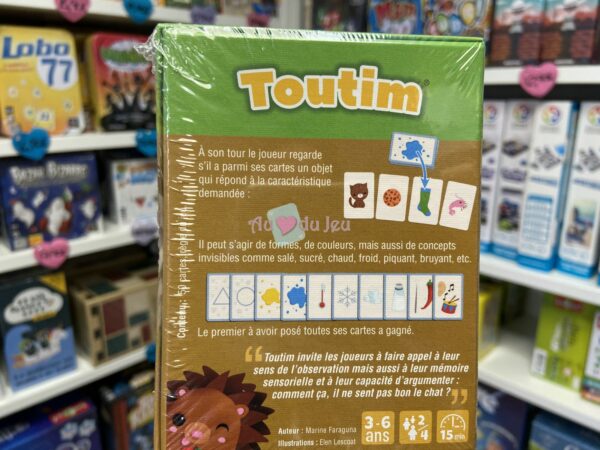 Lobo
77
Toutim®
À son tour le joueur regarde
s'il a parmi ses cartes un objet
qui répond à la caractéristique
demandée :
du Jeu
Il peut s'agir de formes, de couleurs, mais aussi de concepts
invisibles comme salé, sucré, chaud, froid, piquant, bruyant, etc.
Le premier à avoir posé toutes ses cartes a gagné.
“ Toutim invite les joueurs à faire appel à leur
sens de l'observation mais aussi à leur mémoire
sensorielle et à leur capacité d'argumenter :
comment ça, il ne sent pas bon le chat ? ”
Auteur : Marine Faraguna
Illustrations : Elen Lescoat
3-6
ans
2
4
15 min